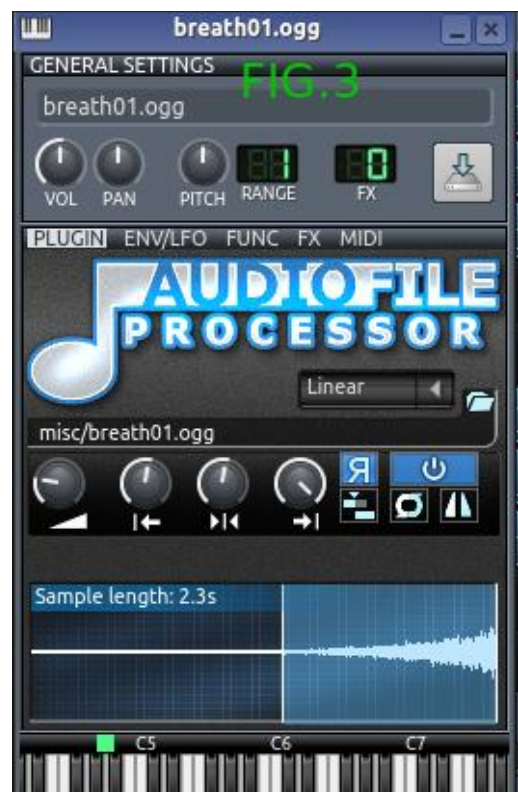 breath01.ogg
GENERAL SETTINGS
FIG.3
breath01.ogg
VOL PAN PITCH RANGE 1 FX 0
PLUGIN ENV/LFO FUNC FX MIDI
AUDIOFILE
PROCESSOR
Linear
misc/breath01.ogg
Sample length: 2.3s
C5 C6 C7